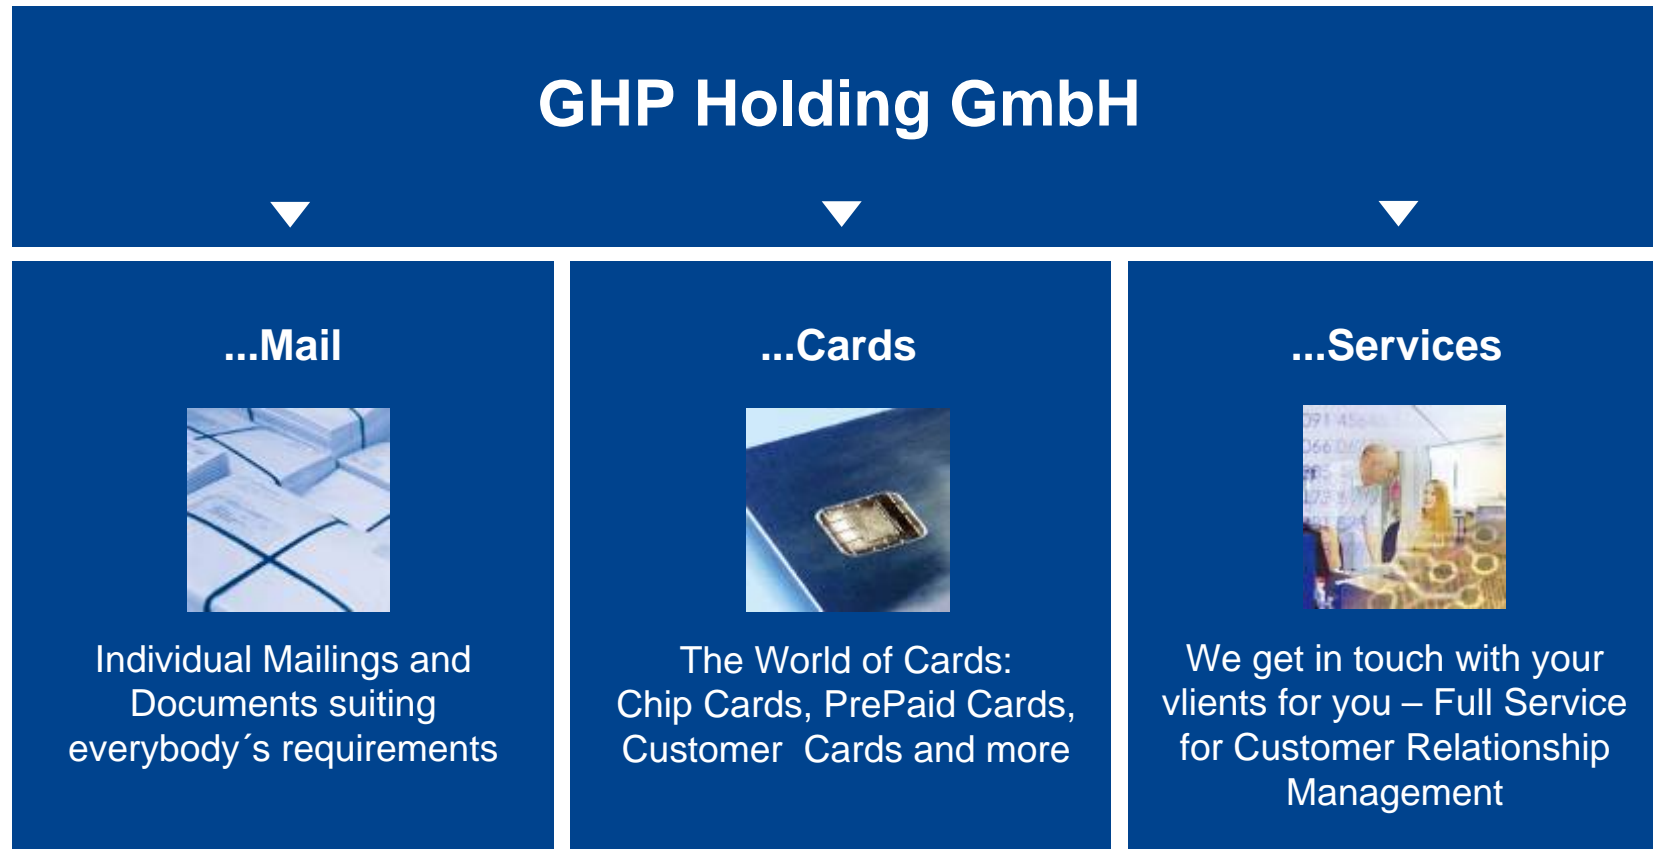 GHP Holding GmbH
...Mail
Individual Mailings and
Documents suiting
everybody´s requirements
...Cards
The World of Cards:
Chip Cards, PrePaid Cards,
Customer  Cards and more
...Services
We get in touch with your
vlients for you – Full Service
for Customer Relationship
Management